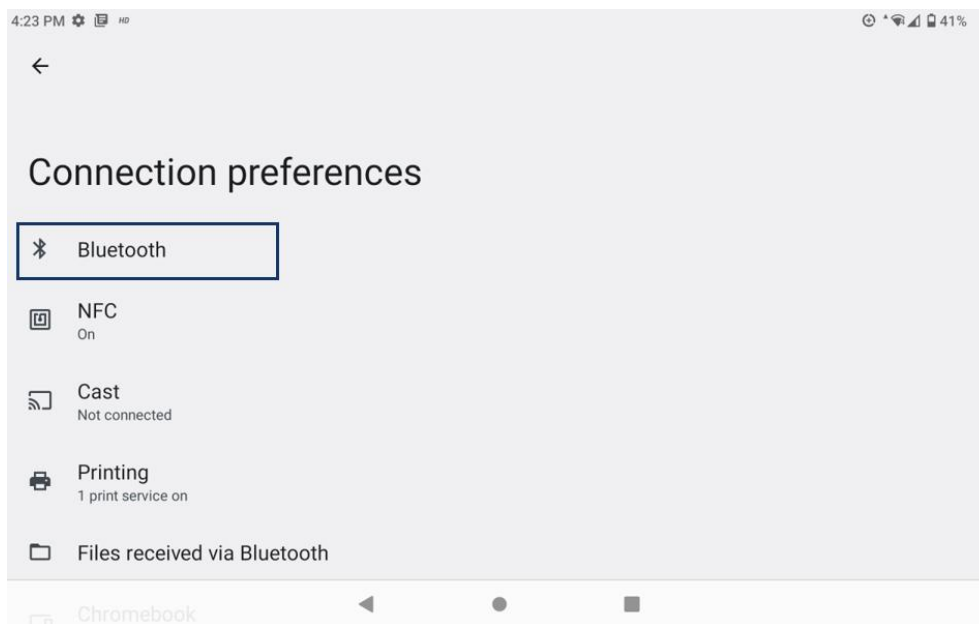 4:23 PM HD 41%
Connection preferences
Bluetooth
NFC
On
Cast
Not connected
Printing
1 print service on
Files received via Bluetooth
Chromebook